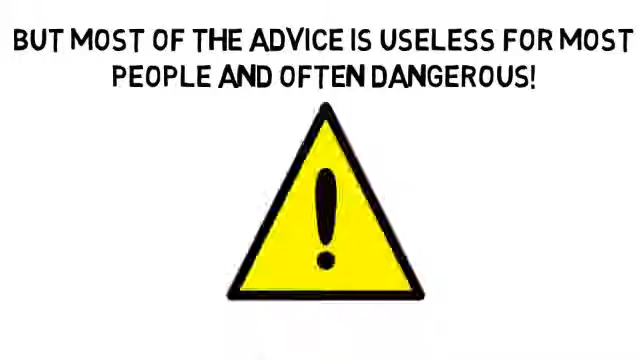 BUT MOST OF THE ADVICE IS USELESS FOR MOST
PEOPLE AND OFTEN DANGEROUS!
!